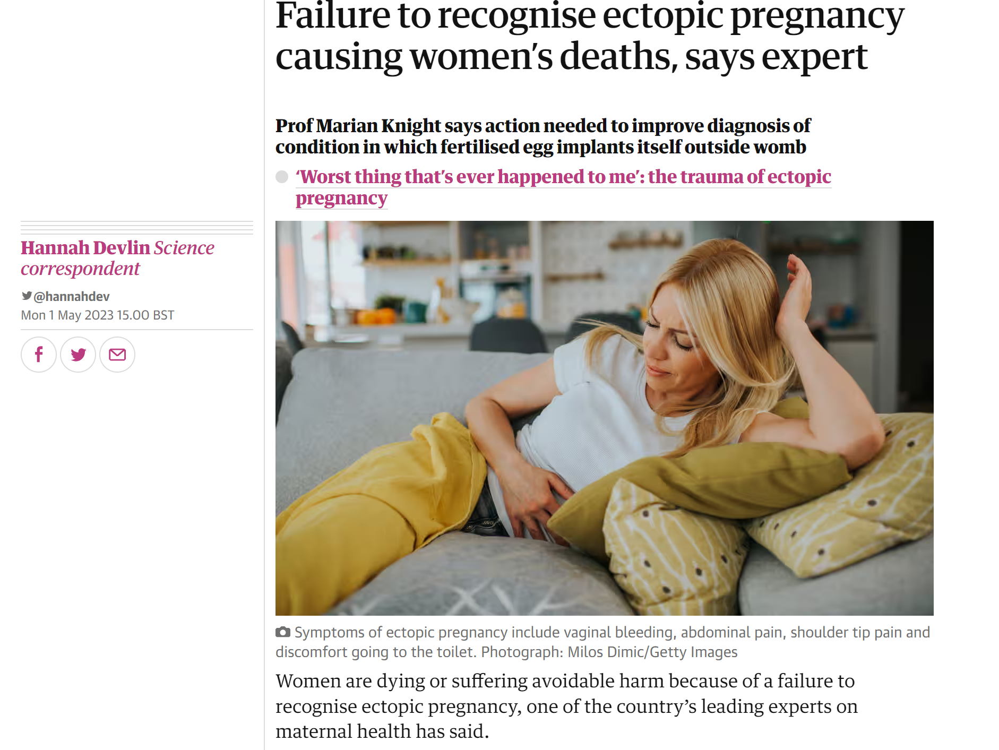 Failure to recognise ectopic pregnancy
causing women’s deaths, says expert
Prof Marian Knight says action needed to improve diagnosis of
condition in which fertilised egg implants itself outside womb
‘Worst thing that’s ever happened to me’: the trauma of ectopic
pregnancy
Hannah Devlin Science
correspondent
@hannahdev
Mon 1 May 2023 15.00 BST
Symptoms of ectopic pregnancy include vaginal bleeding, abdominal pain, shoulder tip pain and
discomfort going to the toilet. Photograph: Milos Dimic/Getty Images
Women are dying or suffering avoidable harm because of a failure to
recognise ectopic pregnancy, one of the country’s leading experts on
maternal health has said.